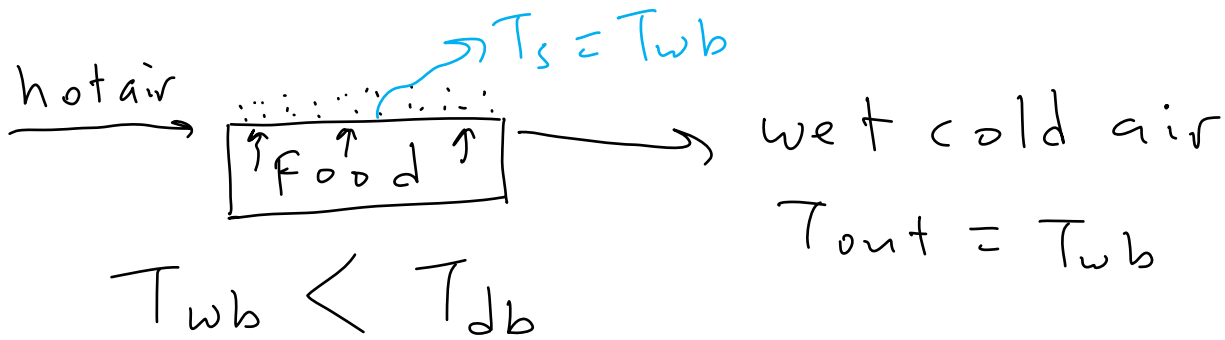 Ts = Twb
hot air
Food
wet cold air
Tout = Twb
Twb < Tdb